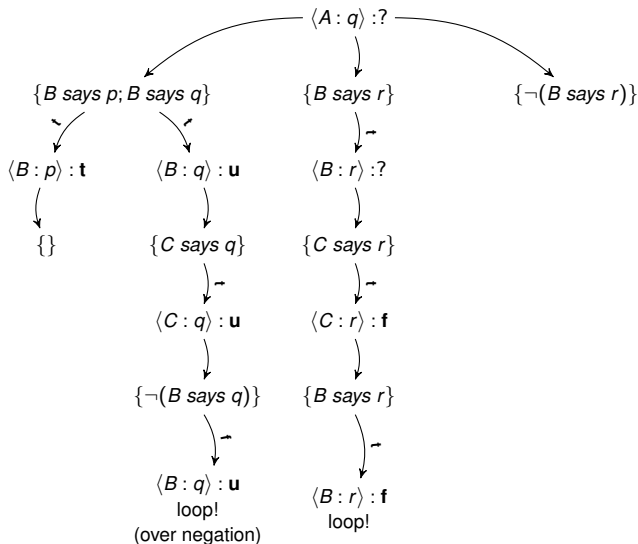 ⟨A : q⟩ :?
{B says p; B says q}
{B says r}
{¬(B says r)}
t
t
t
⟨B : p⟩ : t
⟨B : q⟩ : u
⟨B : r⟩ :?
{}
{C says q}
{C says r}
t
t
⟨C : q⟩ : u
⟨C : r⟩ : f
{¬(B says q)}
{B says r}
t
t
⟨B : q⟩ : u
⟨B : r⟩ : f
loop!
loop!
(over negation)